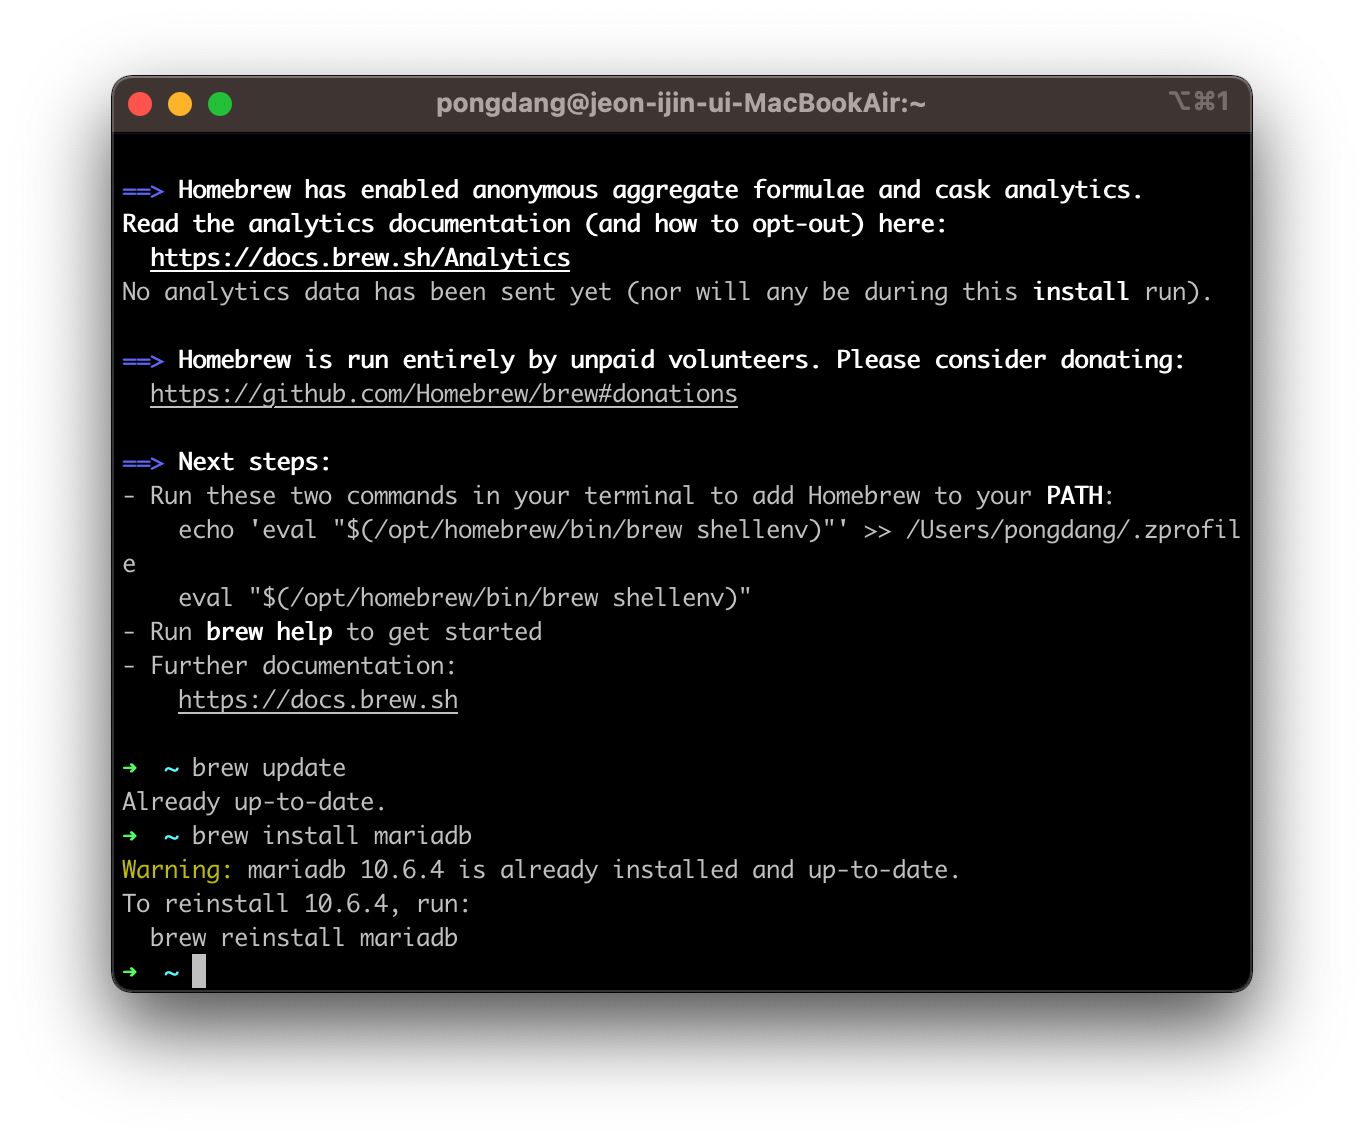 pongdang@jeon-ijin-ui-MacBookAir:~ ⌥⌘1
==> Homebrew has enabled anonymous aggregate formulae and cask analytics.
Read the analytics documentation (and how to opt-out) here:
  https://docs.brew.sh/Analytics
No analytics data has been sent yet (nor will any be during this install run).
==> Homebrew is run entirely by unpaid volunteers. Please consider donating:
  https://github.com/Homebrew/brew#donations
==> Next steps:
- Run these two commands in your terminal to add Homebrew to your PATH:
    echo 'eval "$(/opt/homebrew/bin/brew shellenv)"' >> /Users/pongdang/.zprofil
e
    eval "$(/opt/homebrew/bin/brew shellenv)"
- Run brew help to get started
- Further documentation:
    https://docs.brew.sh
➜  ~ brew update
Already up-to-date.
➜  ~ brew install mariadb
Warning: mariadb 10.6.4 is already installed and up-to-date.
To reinstall 10.6.4, run:
  brew reinstall mariadb
➜  ~